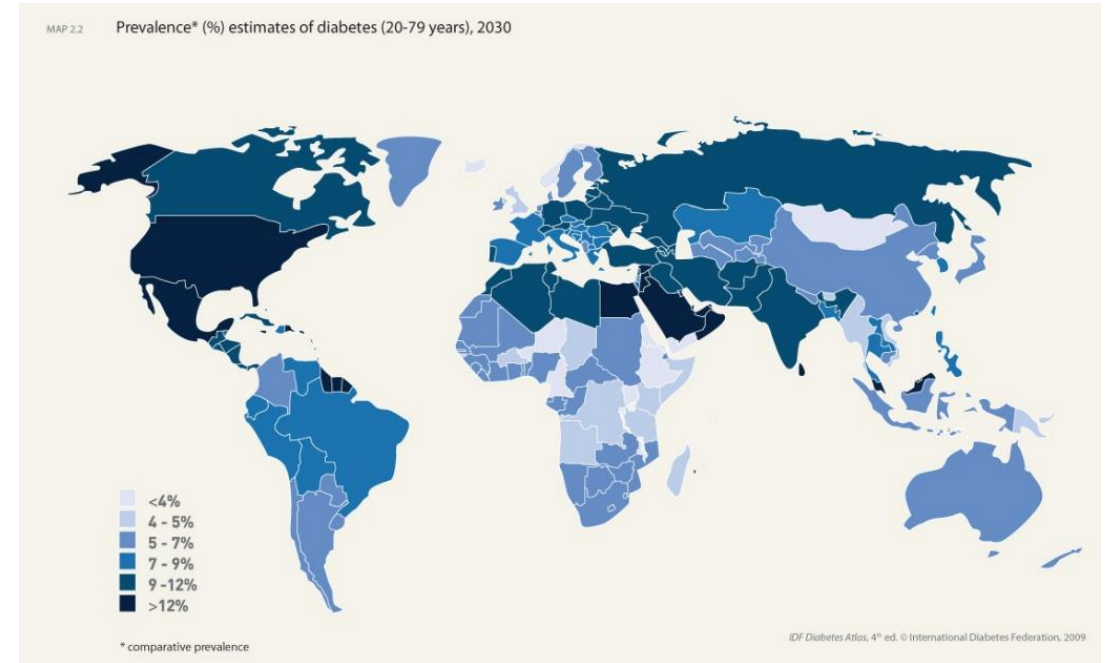 MAP 2.2 Prevalence* (%) estimates of diabetes (20-79 years), 2030
<4%
4 - 5%
5 - 7%
7 - 9%
9 -12%
>12%
* comparative prevalence
IDF Diabetes Atlas, 4th ed. © International Diabetes Federation, 2009